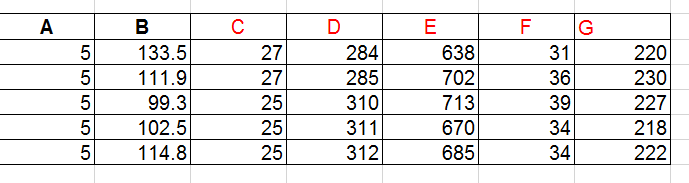 A B C D E F G
5 133.5 27 284 638 31 220
5 111.9 27 285 702 36 230
5 99.3 25 310 713 39 227
5 102.5 25 311 670 34 218
5 114.8 25 312 685 34 222